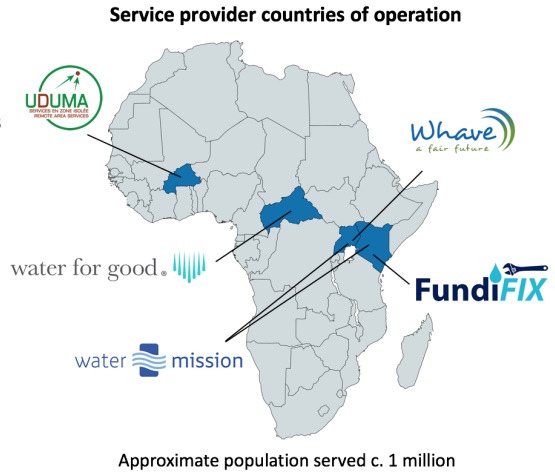 Service provider countries of operation
UDUMA
SERVICES EN ZONE ISOLÉE
REMOTE AREA SERVICES
Whave
a fair future
water for good®
FundiFIX
water mission
Approximate population served c. 1 million